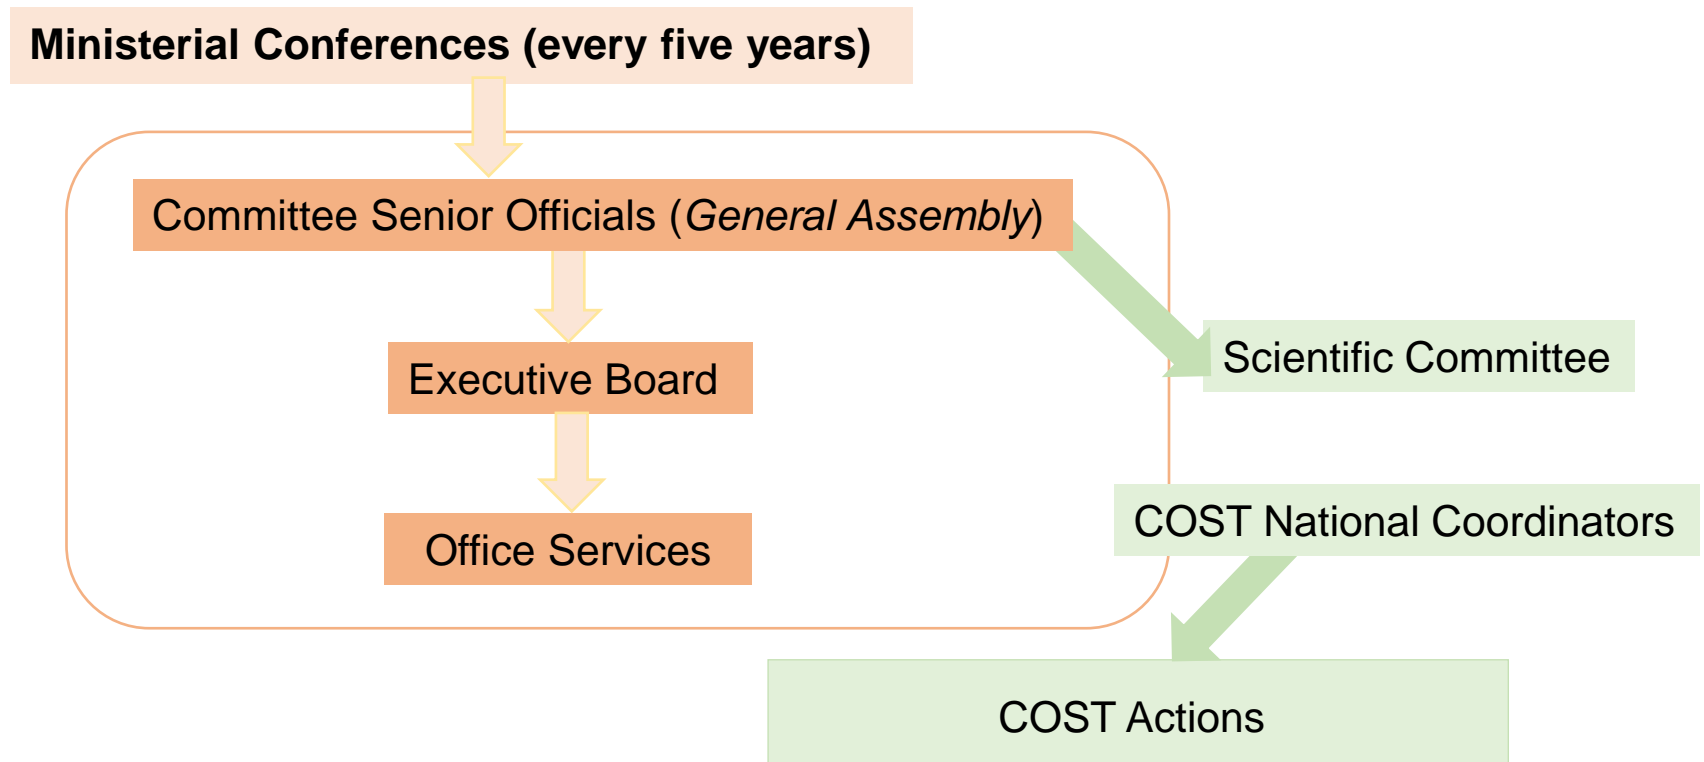 Ministerial Conferences (every five years)
Committee Senior Officials (General Assembly)
Executive Board
Scientific Committee
Office Services
COST National Coordinators
COST Actions